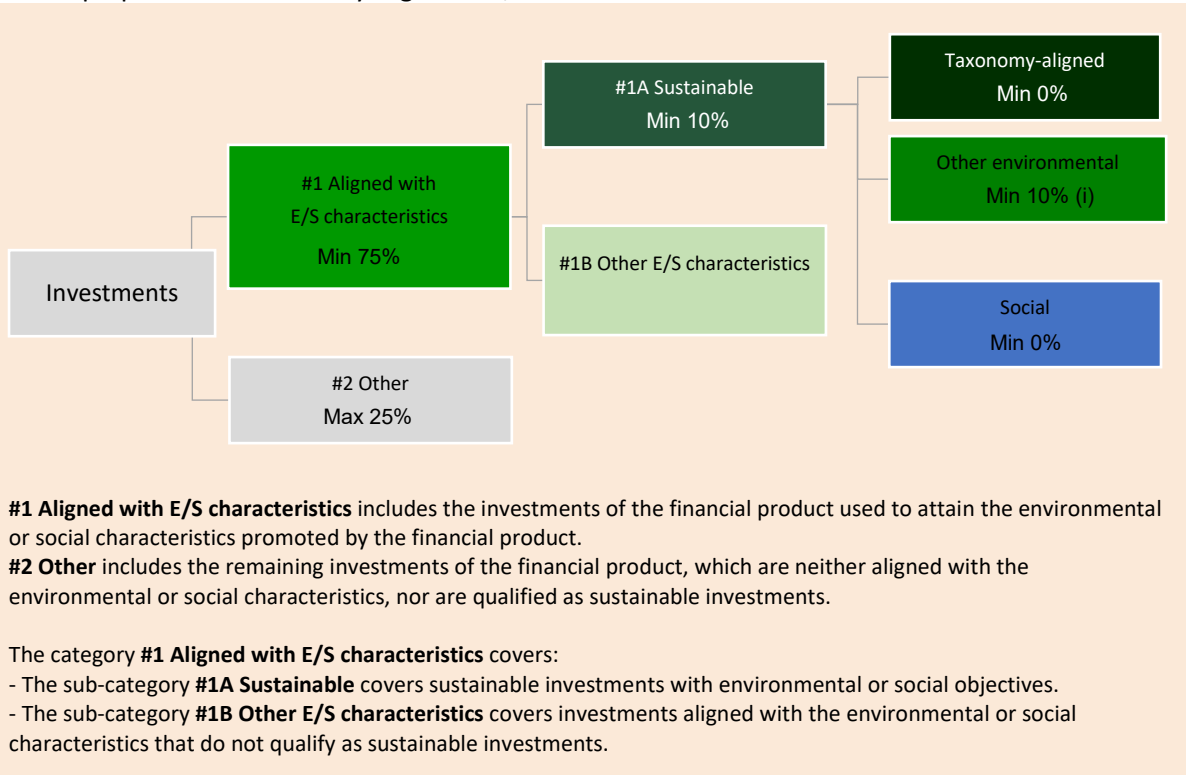 Taxonomy-aligned
Min 0%
#1A Sustainable
Min 10%
Other environmental
Min 10% (i)
#1 Aligned with
E/S characteristics
Min 75%
#1B Other E/S characteristics
Investments
Social
Min 0%
#2 Other
Max 25%
#1 Aligned with E/S characteristics includes the investments of the financial product used to attain the environmental
or social characteristics promoted by the financial product.
#2 Other includes the remaining investments of the financial product, which are neither aligned with the
environmental or social characteristics, nor are qualified as sustainable investments.
The category #1 Aligned with E/S characteristics covers:
- The sub-category #1A Sustainable covers sustainable investments with environmental or social objectives.
- The sub-category #1B Other E/S characteristics covers investments aligned with the environmental or social
characteristics that do not qualify as sustainable investments.